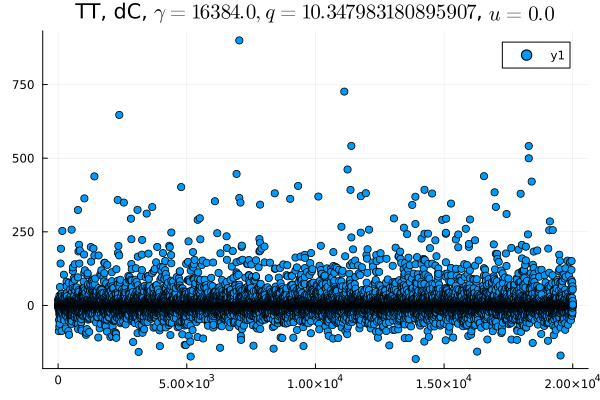 TT, dC, γ = 16384.0, q = 10.347983180895907, u = 0.0
y1
750
500
250
0
0 5.00×10³ 1.00×10⁴ 1.50×10⁴ 2.00×10⁴